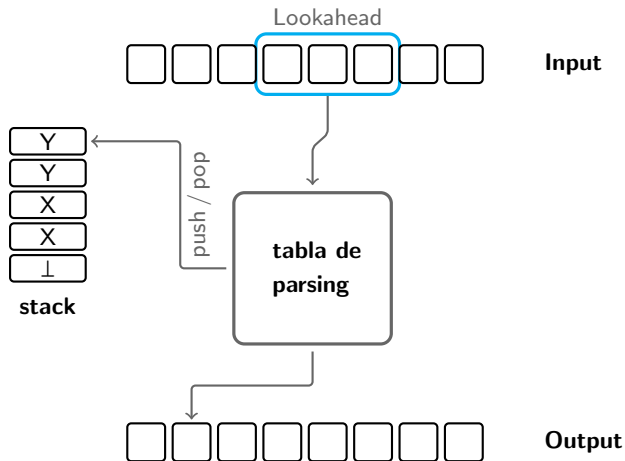 Lookahead
Input
Y
Y
X
X
⊥
stack
push / pop
tabla de
parsing
Output